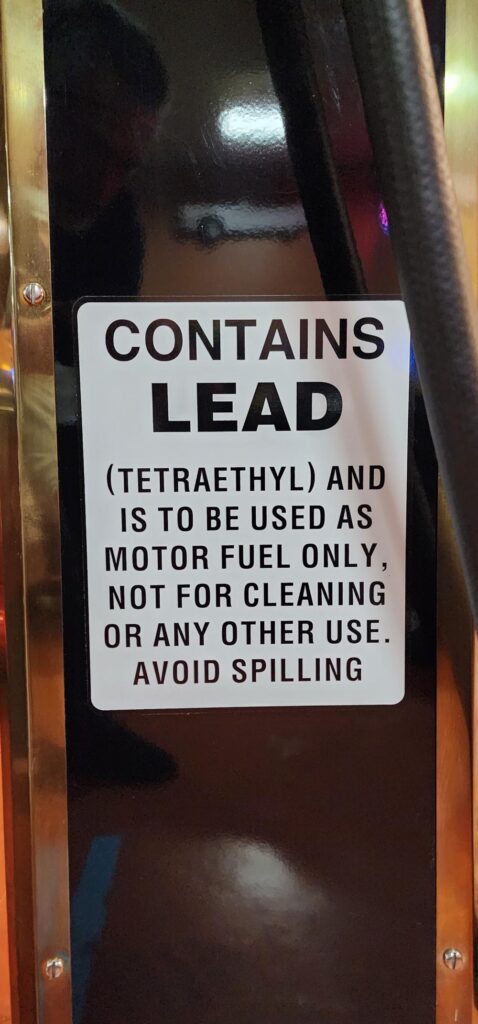 CONTAINS
LEAD
(TETRAETHYL) AND
IS TO BE USED AS
MOTOR FUEL ONLY,
NOT FOR CLEANING
OR ANY OTHER USE.
AVOID SPILLING